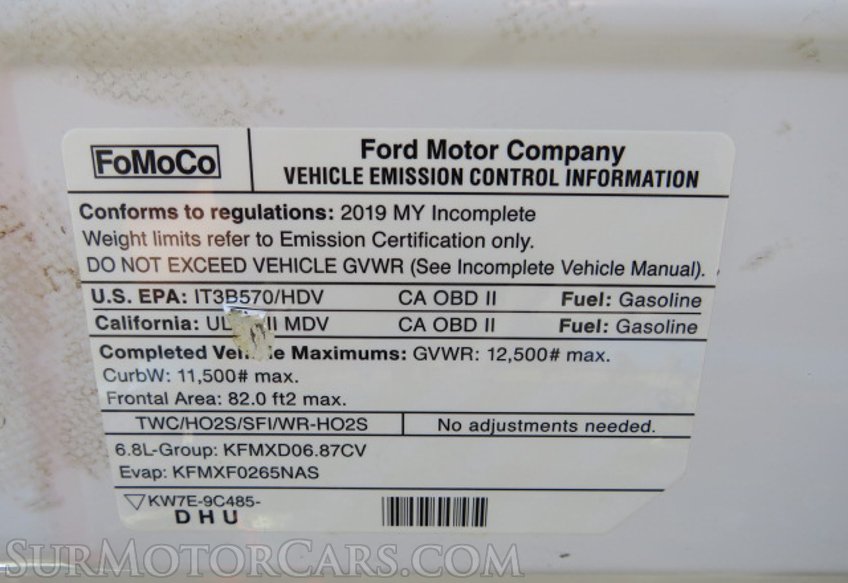 FoMoCo
Ford Motor Company
VEHICLE EMISSION CONTROL INFORMATION
Conforms to regulations: 2019 MY Incomplete
Weight limits refer to Emission Certification only.
DO NOT EXCEED VEHICLE GVWR (See Incomplete Vehicle Manual).
U.S. EPA: IT3B570/HDV CA OBD II Fuel: Gasoline
California: II MDV CA OBD II Fuel: Gasoline
Completed Maximums: GVWR: 12,500# max.
CurbW: 11,500# max.
Frontal Area: 82.0 ft2 max.
TWC/HO2S/SFI/WR-HO2S No adjustments needed.
6.8L-Group: KFMXD06.87CV
Evap: KFMXF0265NAS
KW7E-9C485-
DHU
SurMotorCars.com